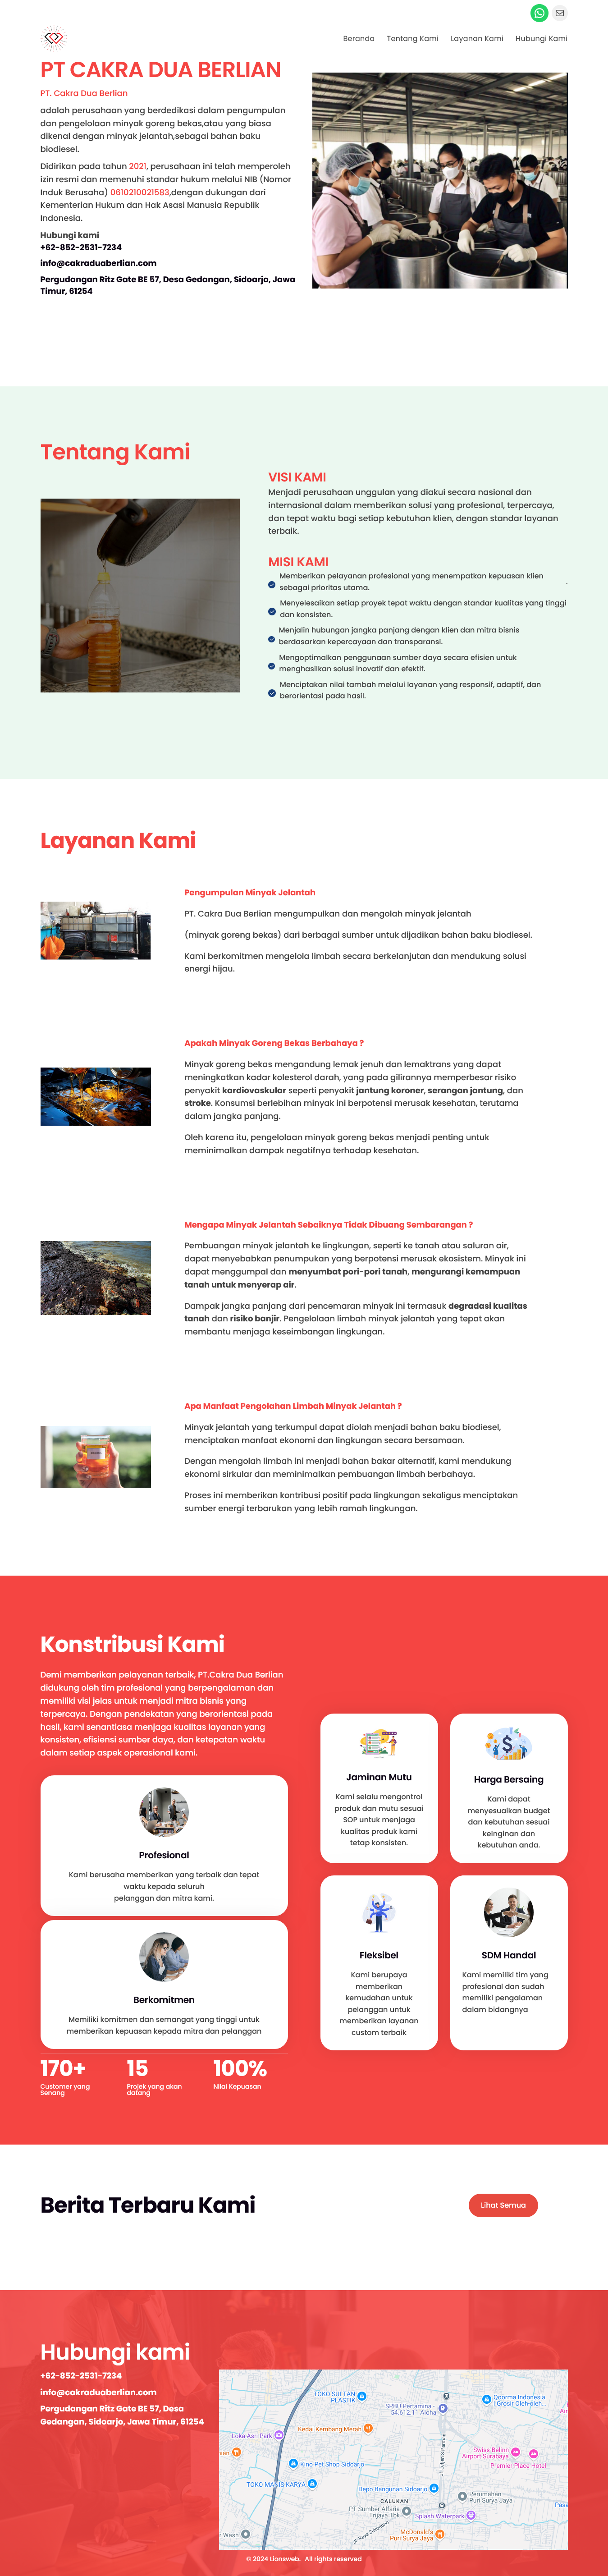 Beranda Tentang Kami Layanan Kami Hubungi Kami
PT CAKRA DUA BERLIAN
PT. Cakra Dua Berlian
adalah perusahaan yang berdedikasi dalam pengumpulan
dan pengelolaan minyak goreng bekas,atau yang biasa
dikenal dengan minyak jelantah,sebagai bahan baku
biodiesel.
Didirikan pada tahun 2021, perusahaan ini telah memperoleh
izin resmi dan memenuhi standar hukum melalui NIB (Nomor
Induk Berusaha) 0610210021583,dengan dukungan dari
Kementerian Hukum dan Hak Asasi Manusia Republik
Indonesia.
Hubungi kami
+62-852-2531-7234
info@cakraduaberlian.com
Pergudangan Ritz Gate BE 57, Desa Gedangan, Sidoarjo, Jawa
Timur, 61254
Tentang Kami
VISI KAMI
Menjadi perusahaan unggulan yang diakui secara nasional dan
internasional dalam memberikan solusi yang profesional, terpercaya,
dan tepat waktu bagi setiap kebutuhan klien, dengan standar layanan
terbaik.
MISI KAMI
Memberikan pelayanan profesional yang menempatkan kepuasan klien
sebagai prioritas utama.
Menyelesaikan setiap proyek tepat waktu dengan standar kualitas yang tinggi
dan konsisten.
Menjalin hubungan jangka panjang dengan klien dan mitra bisnis
berdasarkan kepercayaan dan transparansi.
Mengoptimalkan penggunaan sumber daya secara efisien untuk
menghasilkan solusi inovatif dan efektif.
Menciptakan nilai tambah melalui layanan yang responsif, adaptif, dan
berorientasi pada hasil.
Layanan Kami
Pengumpulan Minyak Jelantah
PT. Cakra Dua Berlian mengumpulkan dan mengolah minyak jelantah
(minyak goreng bekas) dari berbagai sumber untuk dijadikan bahan baku biodiesel.
Kami berkomitmen mengelola limbah secara berkelanjutan dan mendukung solusi
energi hijau.
Apakah Minyak Goreng Bekas Berbahaya ?
Minyak goreng bekas mengandung lemak jenuh dan lemaktrans yang dapat
meningkatkan kadar kolesterol darah, yang pada gilirannya memperbesar risiko
penyakit kardiovaskular seperti penyakit jantung koroner, serangan jantung, dan
stroke. Konsumsi berlebihan minyak ini berpotensi merusak kesehatan, terutama
dalam jangka panjang.
Oleh karena itu, pengelolaan minyak goreng bekas menjadi penting untuk
meminimalkan dampak negatifnya terhadap kesehatan.
Mengapa Minyak Jelantah Sebaiknya Tidak Dibuang Sembarangan ?
Pembuangan minyak jelantah ke lingkungan, seperti ke tanah atau saluran air,
dapat menyebabkan penumpukan yang berpotensi merusak ekosistem. Minyak ini
dapat menggumpal dan menyumbat pori-pori tanah, mengurangi kemampuan
tanah untuk menyerap air.
Dampak jangka panjang dari pencemaran minyak ini termasuk degradasi kualitas
tanah dan risiko banjir. Pengelolaan limbah minyak jelantah yang tepat akan
membantu menjaga keseimbangan lingkungan.
Apa Manfaat Pengolahan Limbah Minyak Jelantah ?
Minyak jelantah yang terkumpul dapat diolah menjadi bahan baku biodiesel,
menciptakan manfaat ekonomi dan lingkungan secara bersamaan.
Dengan mengolah limbah ini menjadi bahan bakar alternatif, kami mendukung
ekonomi sirkular dan meminimalkan pembuangan limbah berbahaya.
Proses ini memberikan kontribusi positif pada lingkungan sekaligus menciptakan
sumber energi terbarukan yang lebih ramah lingkungan.
Konstribusi Kami
Demi memberikan pelayanan terbaik, PT.Cakra Dua Berlian
didukung oleh tim profesional yang berpengalaman dan
memiliki visi jelas untuk menjadi mitra bisnis yang
terpercaya. Dengan pendekatan yang berorientasi pada
hasil, kami senantiasa menjaga kualitas layanan yang
konsisten, efisiensi sumber daya, dan ketepatan waktu
dalam setiap aspek operasional kami.
Profesional
Kami berusaha memberikan yang terbaik dan tepat
waktu kepada seluruh
pelanggan dan mitra kami.
Berkomitmen
Memiliki komitmen dan semangat yang tinggi untuk
memberikan kepuasan kepada mitra dan pelanggan
Jaminan Mutu
Kami selalu mengontrol
produk dan mutu sesuai
SOP untuk menjaga
kualitas produk kami
tetap konsisten.
Harga Bersaing
Kami dapat
menyesuaikan budget
dan kebutuhan sesuai
keinginan dan
kebutuhan anda.
Fleksibel
Kami berupaya
memberikan
kemudahan untuk
pelanggan untuk
memberikan layanan
custom terbaik
SDM Handal
Kami memiliki tim yang
profesional dan sudah
memiliki pengalaman
dalam bidangnya
170+ 15 100%
Customer yang
Senang
Projek yang akan
datang
Nilai Kepuasan
Berita Terbaru Kami
Lihat Semua
Hubungi kami
+62-852-2531-7234
info@cakraduaberlian.com
Pergudangan Ritz Gate BE 57, Desa
Gedangan, Sidoarjo, Jawa Timur, 61254
TOKO SULTAN
PLASTIK
Qoorma.Indonesia
| Grosir Oleh-oleh...
SPBU Pertamina
54.612.11 Aloha
Kedai Kembang Merah
Loka Asri Park
Swiss-Belinn
Airport Surabaya
Kino Pet Shop Sidoarjo
Premier Place Hotel
TOKO MANIS KARYA
Depo Bangunan Sidoarjo
Perumahan
Puri Surya Jaya
CALUKAN
PT Sumber Alfaria
Trijaya Tbk
Splash Waterpark
McDonald's
Puri Surya Jaya
© 2024 Lionsweb. All rights reserved